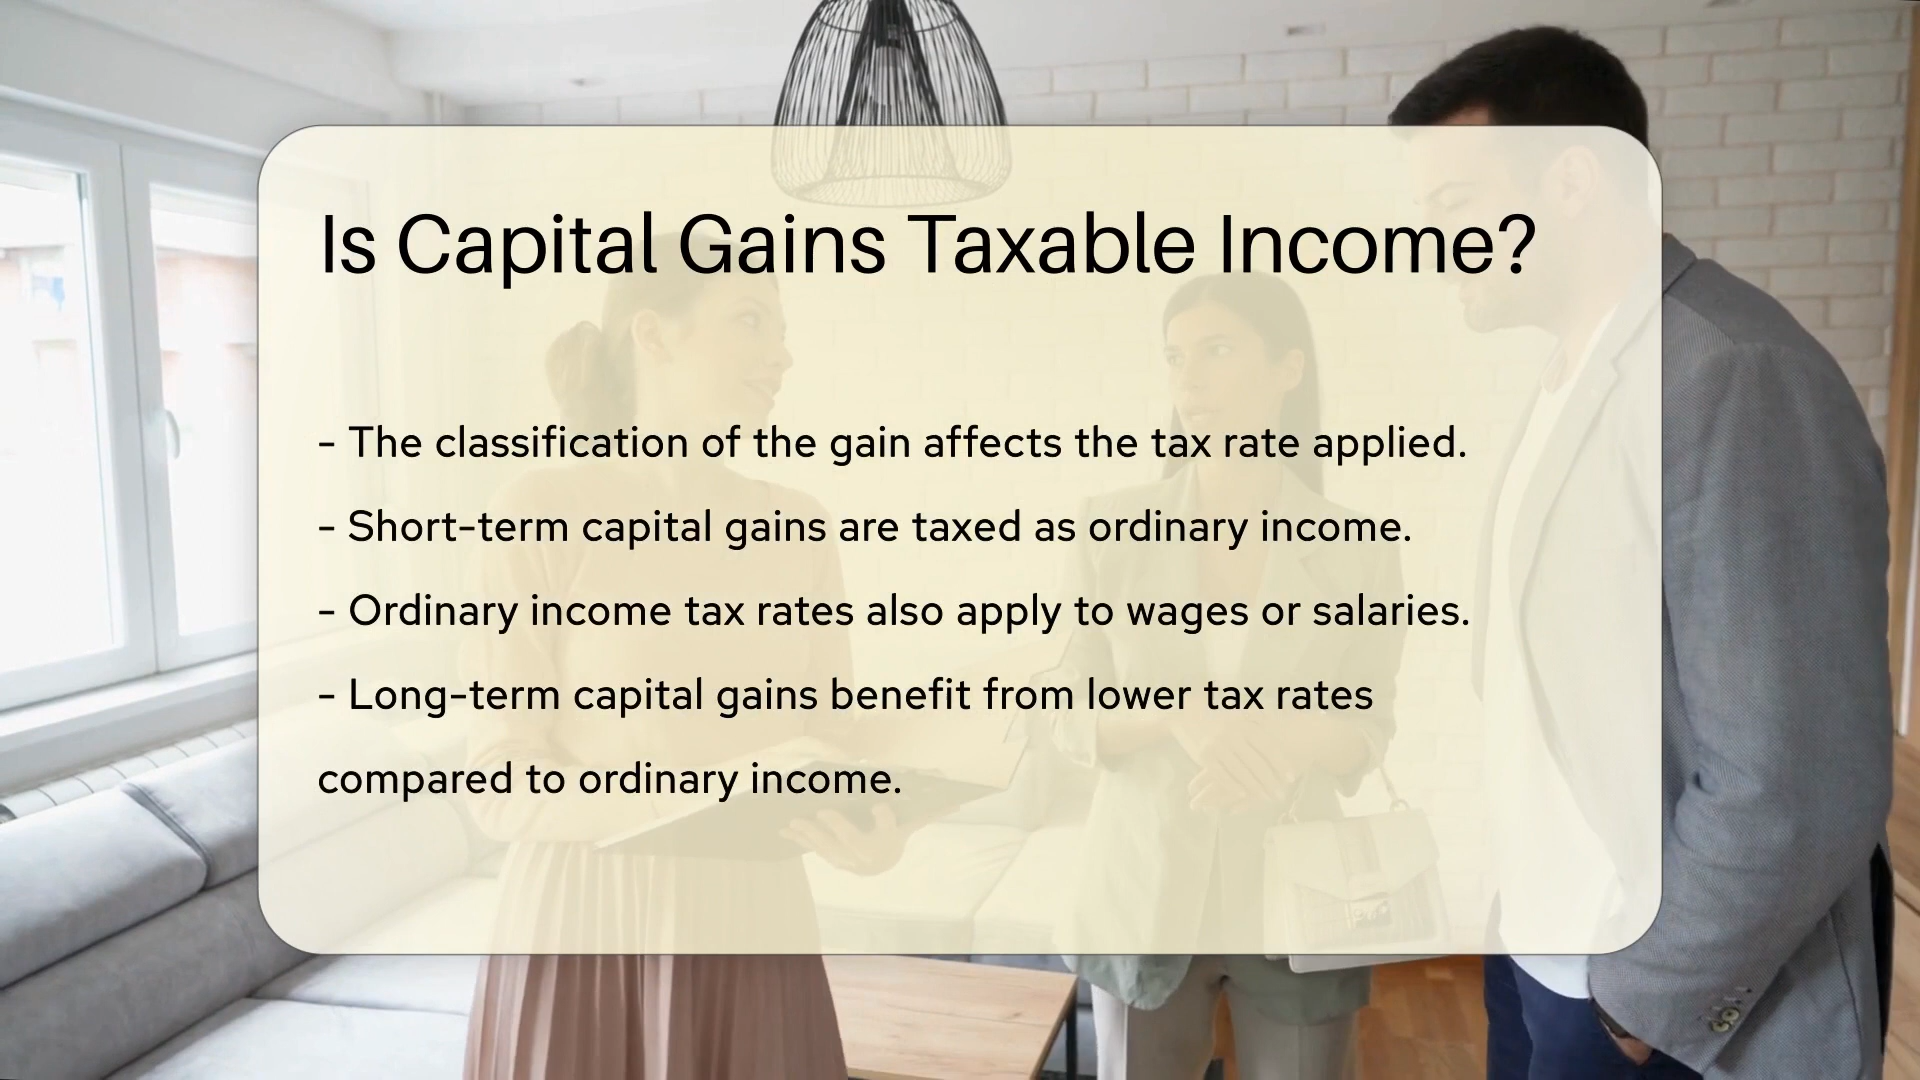 Is Capital Gains Taxable Income?
- The classification of the gain affects the tax rate applied.
- Short-term capital gains are taxed as ordinary income.
- Ordinary income tax rates also apply to wages or salaries.
- Long-term capital gains benefit from lower tax rates
compared to ordinary income.